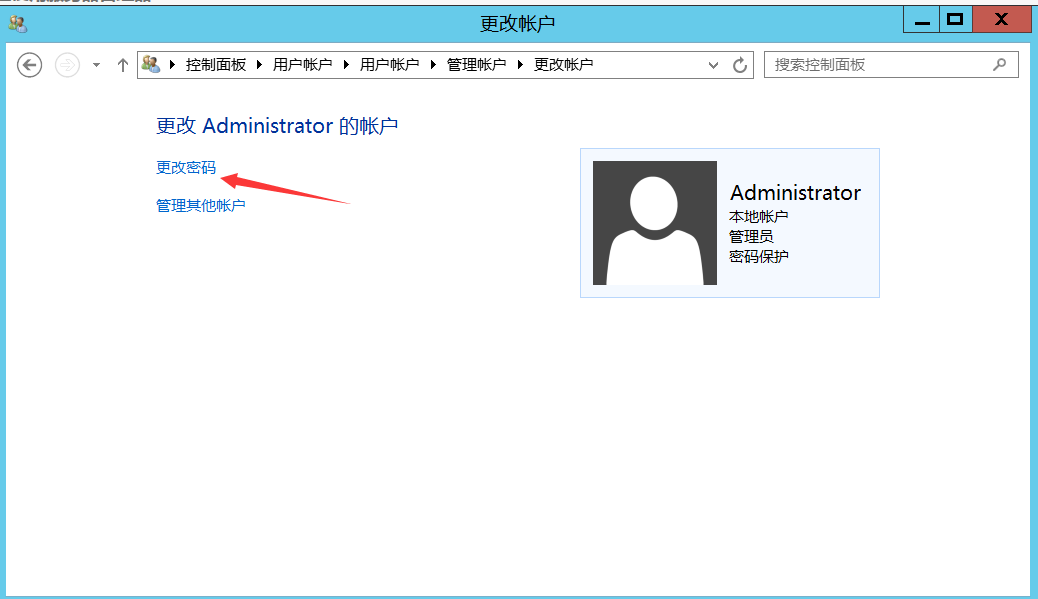 更改帐户
控制面板 用户帐户 用户帐户 管理帐户 更改帐户
搜索控制面板
更改 Administrator 的帐户
更改密码
管理其他帐户
Administrator
本地帐户
管理员
密码保护